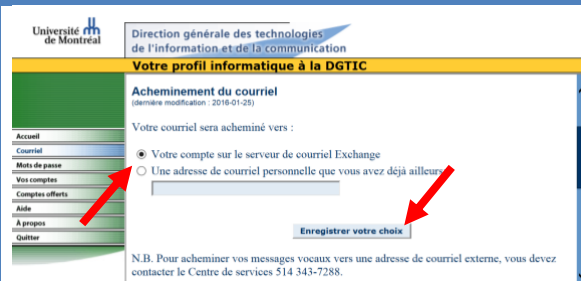 Université
de Montréal
Direction générale des technologies
de l'information et de la communication
Votre profil informatique à la DGTIC
Acheminement du courriel
(dernière modification : 2016-01-25)
Votre courriel sera acheminé vers :
Accueil
Courriel
Mots de passe
Vos comptes
Comptes offerts
Aide
À propos
Quitter
Votre compte sur le serveur de courriel Exchange
Une adresse de courriel personnelle que vous avez déjà ailleurs
Enregistrer votre choix
N.B. Pour acheminer vos messages vocaux vers une adresse de courriel externe, vous devez
contacter le Centre de services 514 343-7288.